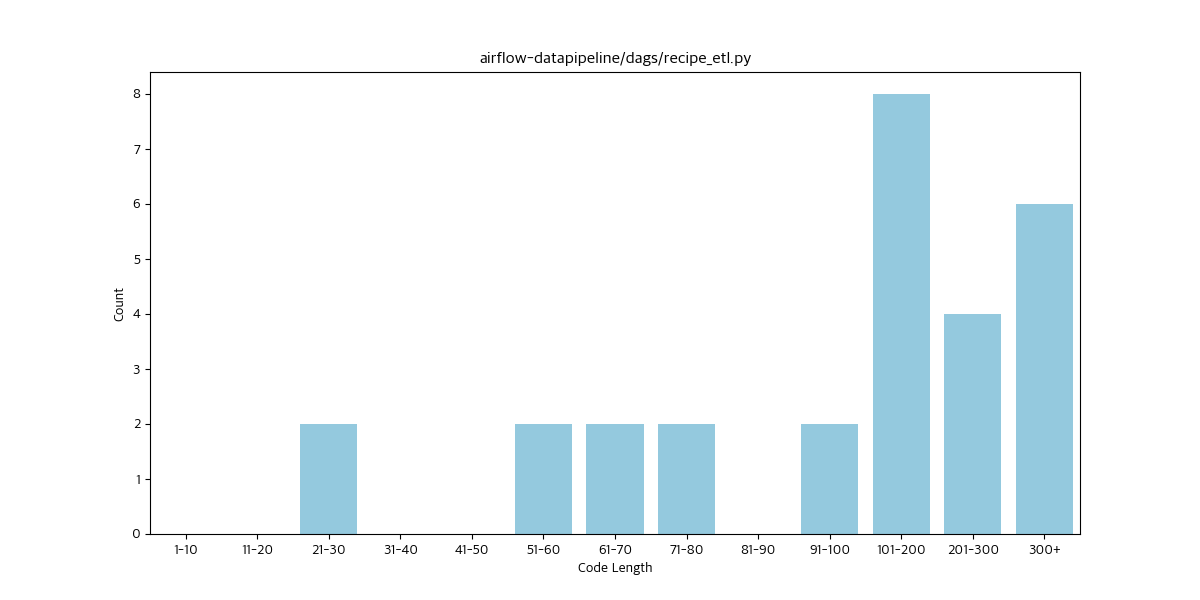 airflow-datapipeline/dags/recipe_etl.py
8
7
6
5
4
3
2
1
0
Count
1-10 11-20 21-30 31-40 41-50 51-60 61-70 71-80 81-90 91-100 101-200 201-300 300+
Code Length